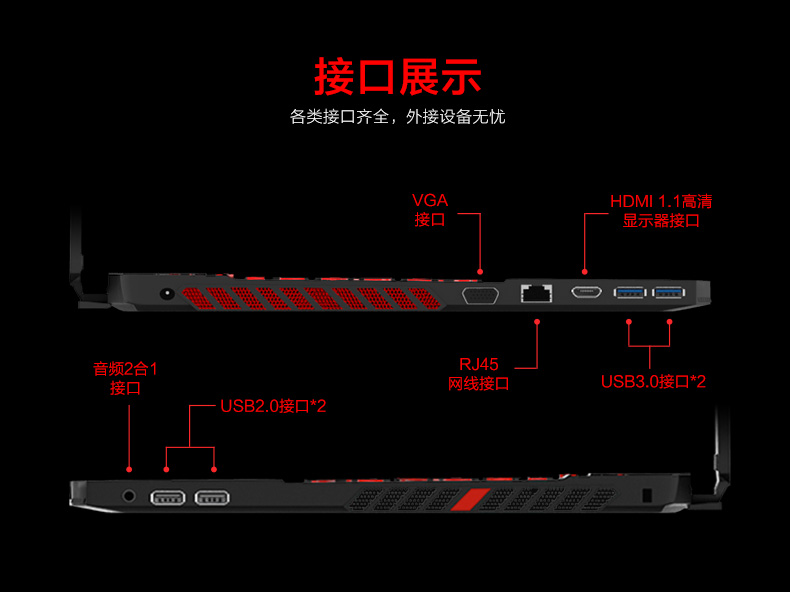 接口展示
各类接口齐全，外接设备无忧
VGA
接口
HDMI 1.1高清
显示器接口
RJ45
网线接口
USB3.0接口*2
音频2合1
接口
USB2.0接口*2